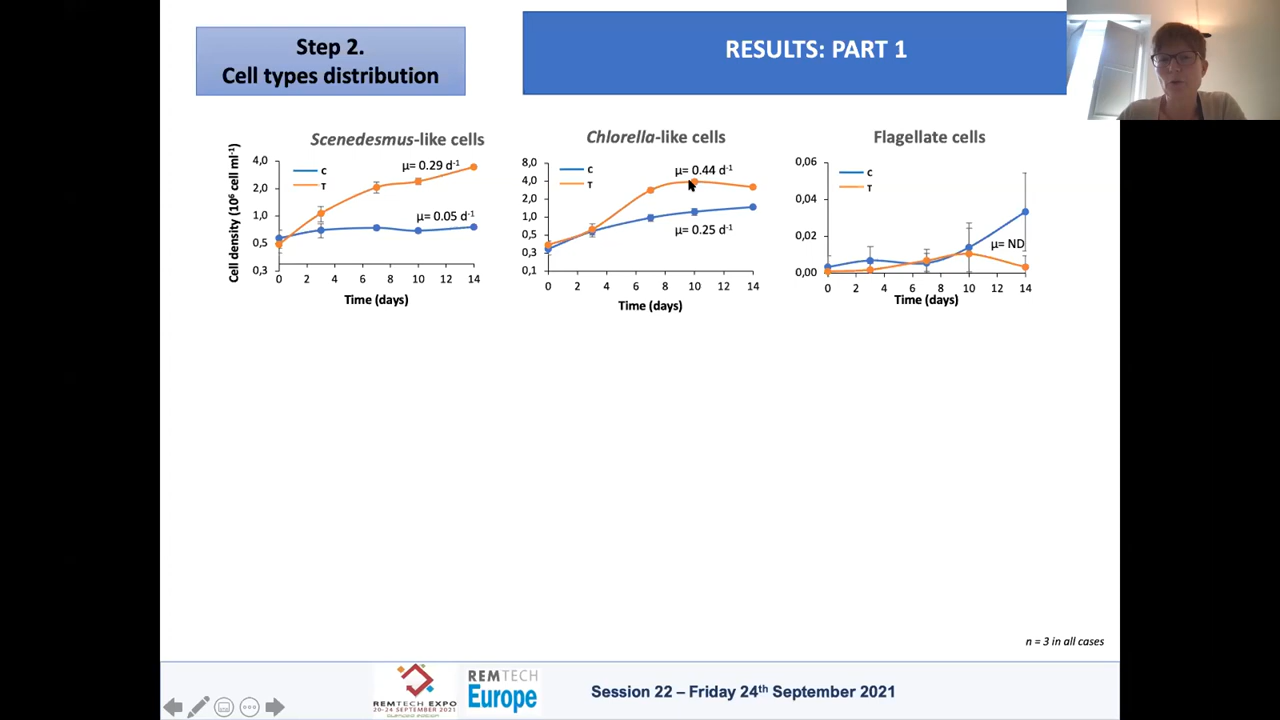 Step 2.
Cell types distribution
RESULTS: PART 1
Scenedesmus-like cells
Cell density (10⁶ cell ml⁻¹)
4,0
2,0
1,0
0,5
0,3
C
T
μ= 0.29 d⁻¹
μ= 0.05 d⁻¹
0 2 4 6 8 10 12 14
Time (days)
Chlorella-like cells
8,0
4,0
2,0
1,0
0,5
0,3
0,1
C
T
μ= 0.44 d⁻¹
μ= 0.25 d⁻¹
0 2 4 6 8 10 12 14
Time (days)
Flagellate cells
0,06
0,04
0,02
0,00
C
T
μ= ND
0 2 4 6 8 10 12 14
Time (days)
n = 3 in all cases
REMTECH EXPO
20-24 SEPTEMBER 2021
REMTECH
Europe
Session 22 – Friday 24th September 2021